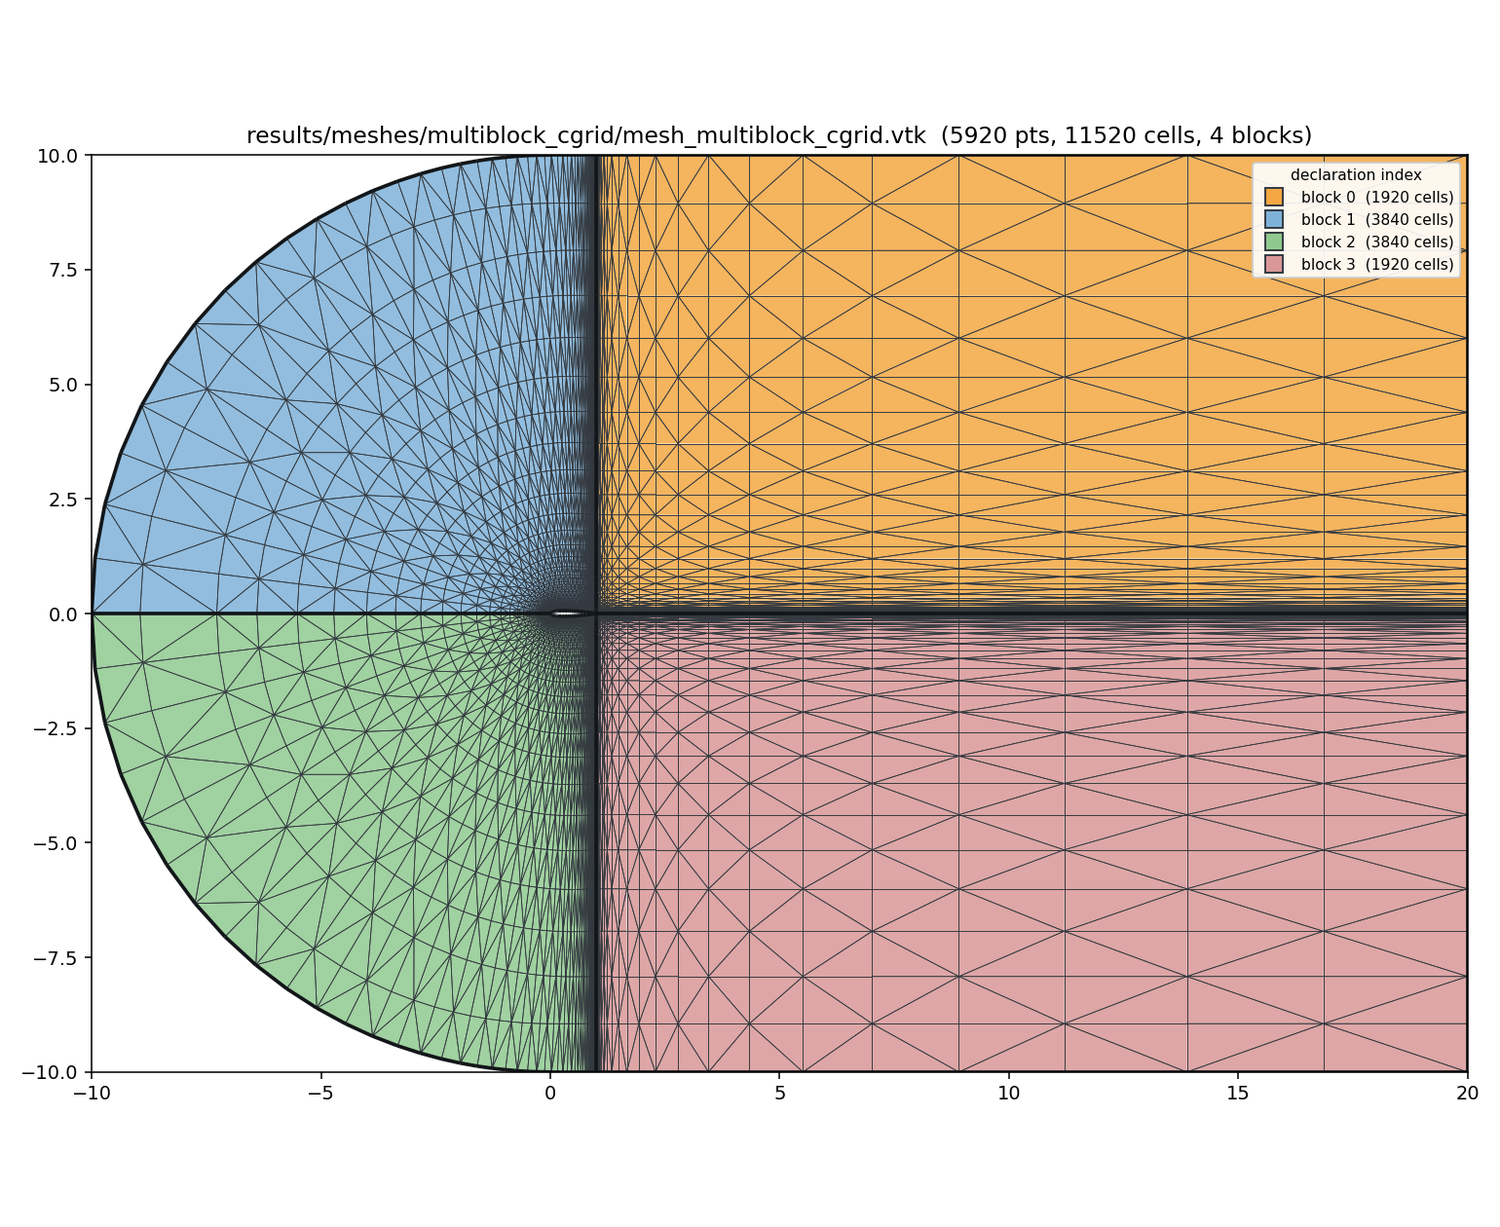 results/meshes/multiblock_cgrid/mesh_multiblock_cgrid.vtk  (5920 pts, 11520 cells, 4 blocks)
declaration index
block 0  (1920 cells)
block 1  (3840 cells)
block 2  (3840 cells)
block 3  (1920 cells)
10.0
7.5
5.0
2.5
0.0
−2.5
−5.0
−7.5
−10.0
−10
−5
0
5
10
15
20